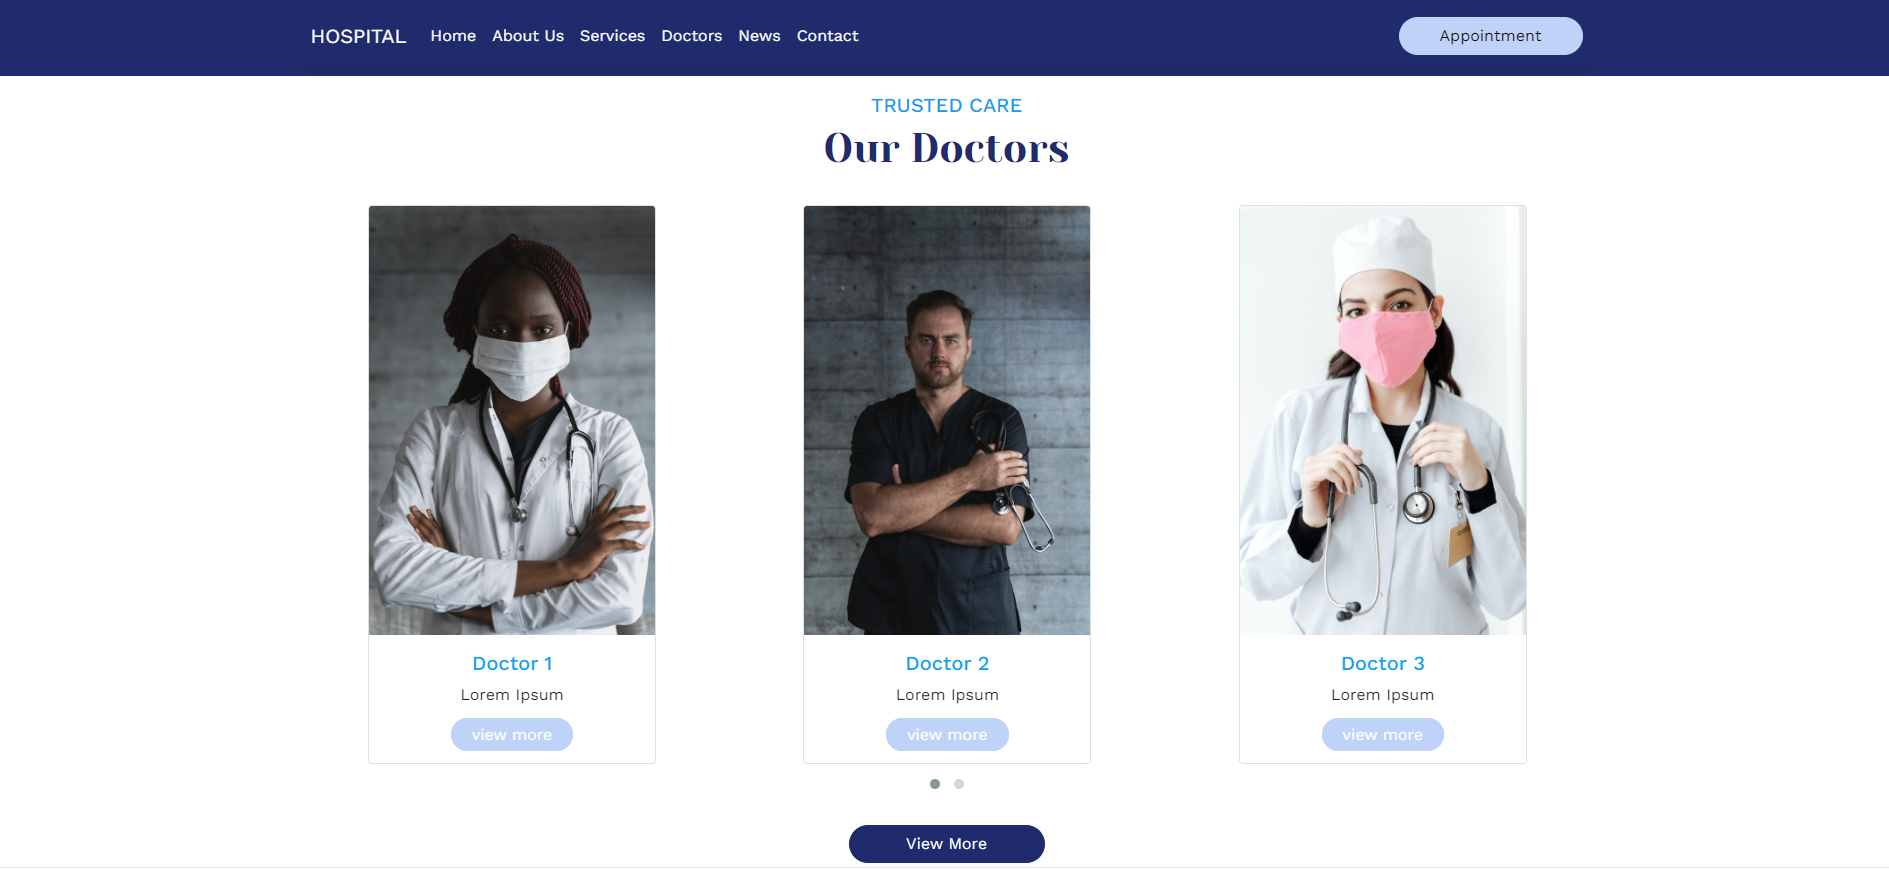 HOSPITAL Home About Us Services Doctors News Contact Appointment
TRUSTED CARE
Our Doctors
Doctor 1
Lorem Ipsum
view more
Doctor 2
Lorem Ipsum
view more
Doctor 3
Lorem Ipsum
view more
View More